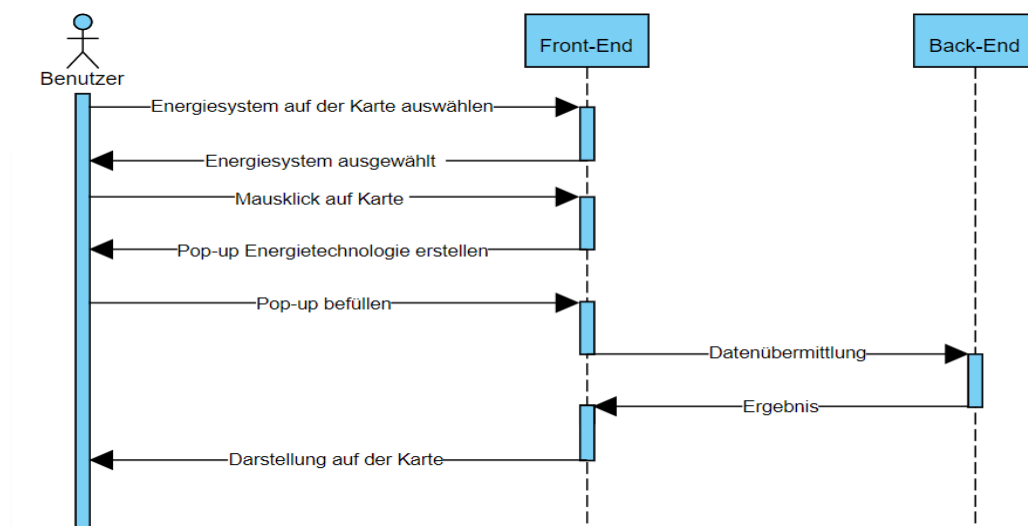 Front-End
Back-End
Benutzer
Energiesystem auf der Karte auswählen
Energiesystem ausgewählt
Mausklick auf Karte
Pop-up Energietechnologie erstellen
Pop-up befüllen
Datenübermittlung
Ergebnis
Darstellung auf der Karte